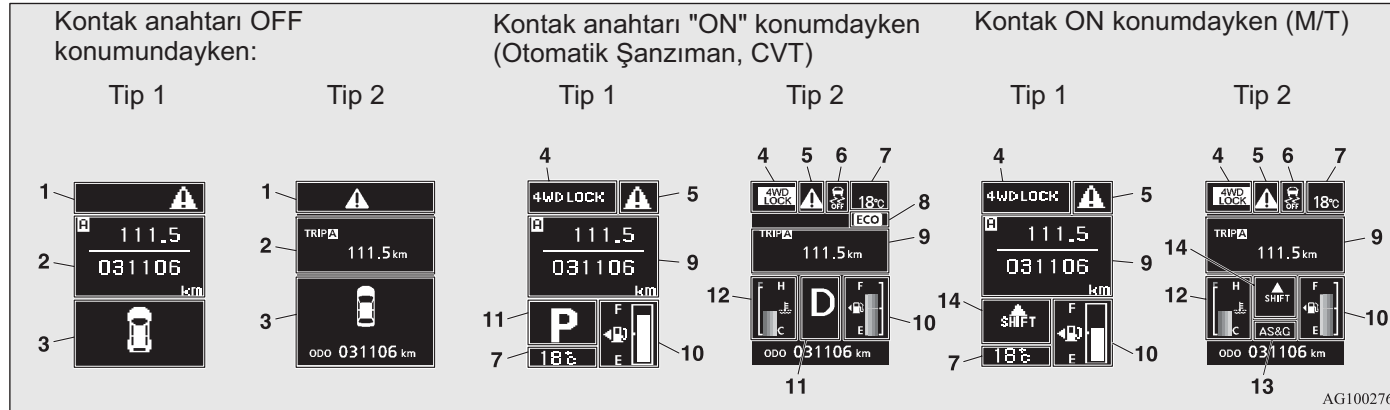 Kontak anahtarı OFF
konumundayken:
Kontak anahtarı "ON" konumdayken
(Otomatik Şanzıman, CVT)
Kontak ON konumdayken (M/T)
Tip 1
Tip 2
Tip 1
Tip 2
Tip 1
Tip 2
1
A
111.5
2
031106
km
3
1
TRIP A
2
111.5 km
3
ODO 031106 km
4
4WD LOCK
5
A
111.5
031106
9
km
11
P
F
7
18°C
E
10
4 5 6 7
4WD
LOCK
OFF
18°C
8
ECO
TRIP A
9
111.5 km
12
F H
C
D
F
E
10
ODO 031106 km
11
4
4WD LOCK
5
A
111.5
031106
9
km
14
SHIFT
F
7
18°C
E
10
4 5 6 7
4WD
LOCK
OFF
18°C
14
TRIP A
9
111.5 km
12
F H
C
SHIFT
AS&G
F
E
10
ODO 031106 km
13
AG100276